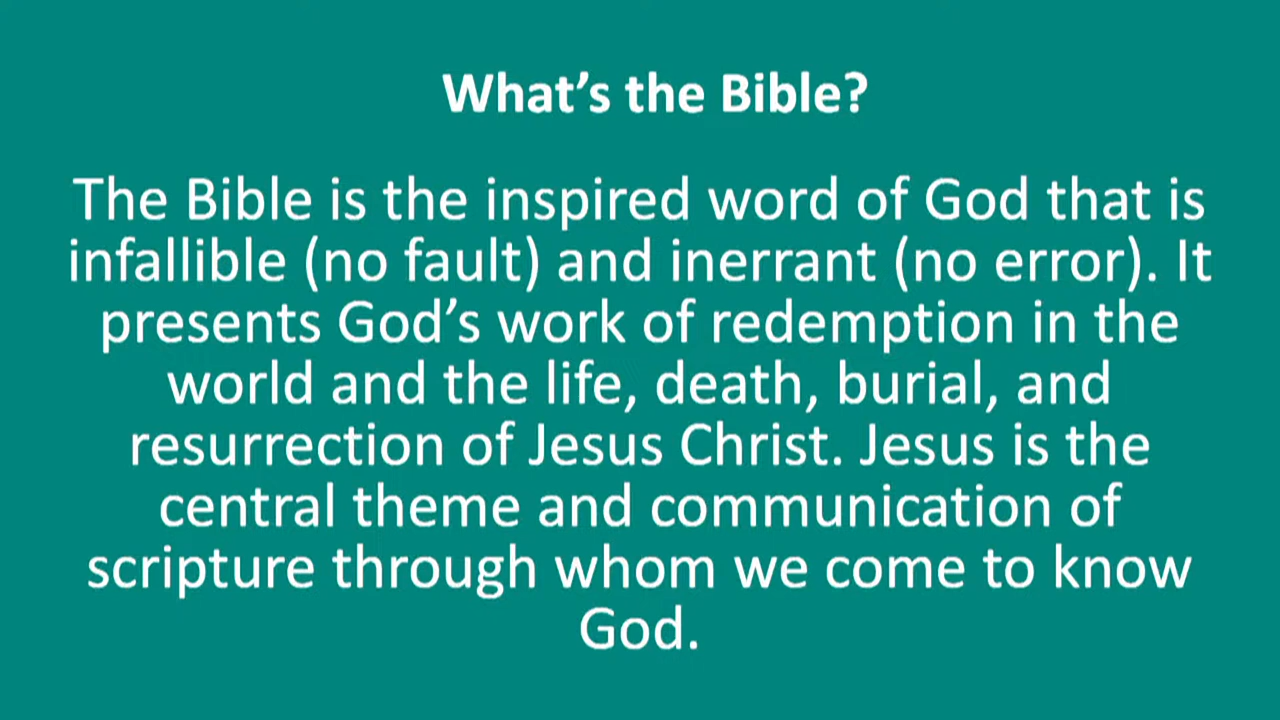 What’s the Bible?
The Bible is the inspired word of God that is
infallible (no fault) and inerrant (no error). It
presents God’s work of redemption in the
world and the life, death, burial, and
resurrection of Jesus Christ. Jesus is the
central theme and communication of
scripture through whom we come to know
God.